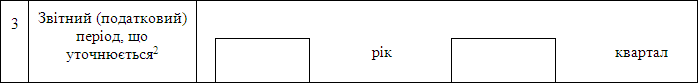 3
Звітний (податковий)
період, що
уточнюється²
рік
квартал